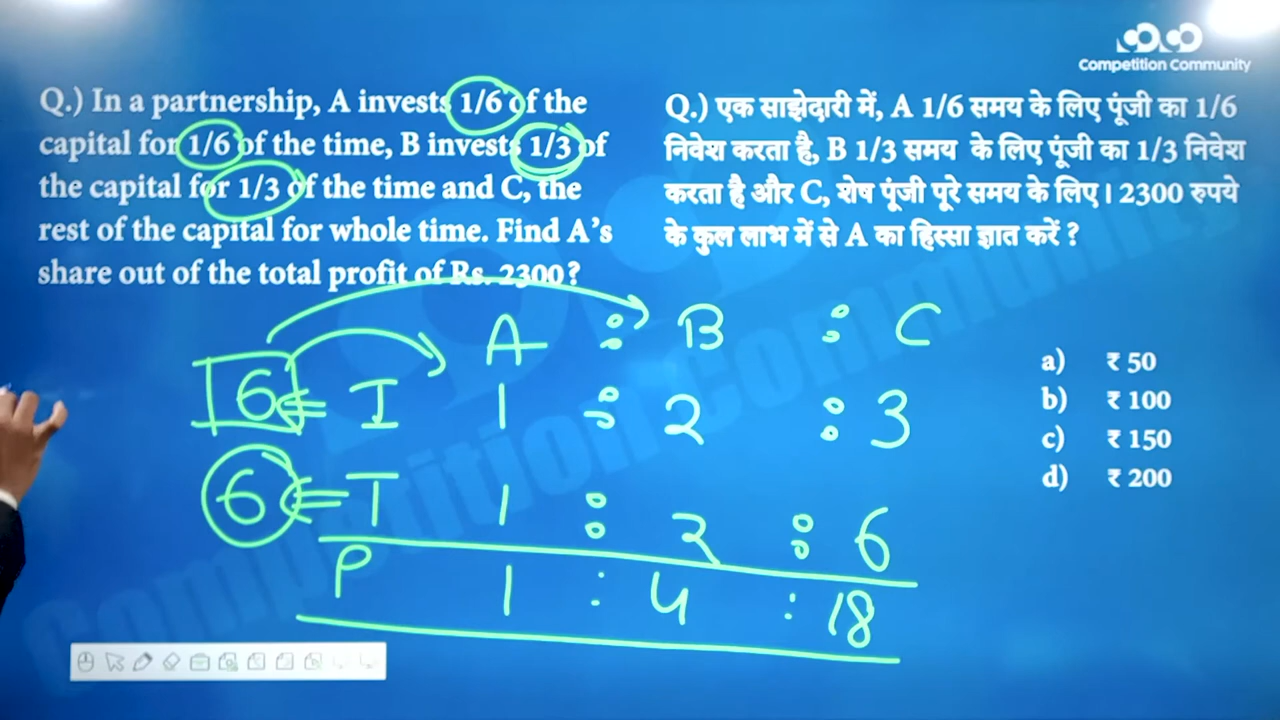 Competition Community
Q.) In a partnership, A invests 1/6 of the
capital for 1/6 of the time, B invests 1/3 of
the capital for 1/3 of the time and C, the
rest of the capital for whole time. Find A's
share out of the total profit of Rs. 2300?
Q.) एक साझेदारी में, A 1/6 समय के लिए पूंजी का 1/6
निवेश करता है, B 1/3 समय के लिए पूंजी का 1/3 निवेश
करता है और C, शेष पूंजी पूरे समय के लिए। 2300 रुपये
के कुल लाभ में से A का हिस्सा ज्ञात करें ?
A : B : C
6 ⇐ I 1 : 2 : 3
6 ⇐ T 1 : 2 : 6
P 1 : 4 : 18
a) ₹ 50
b) ₹ 100
c) ₹ 150
d) ₹ 200
Competition Community